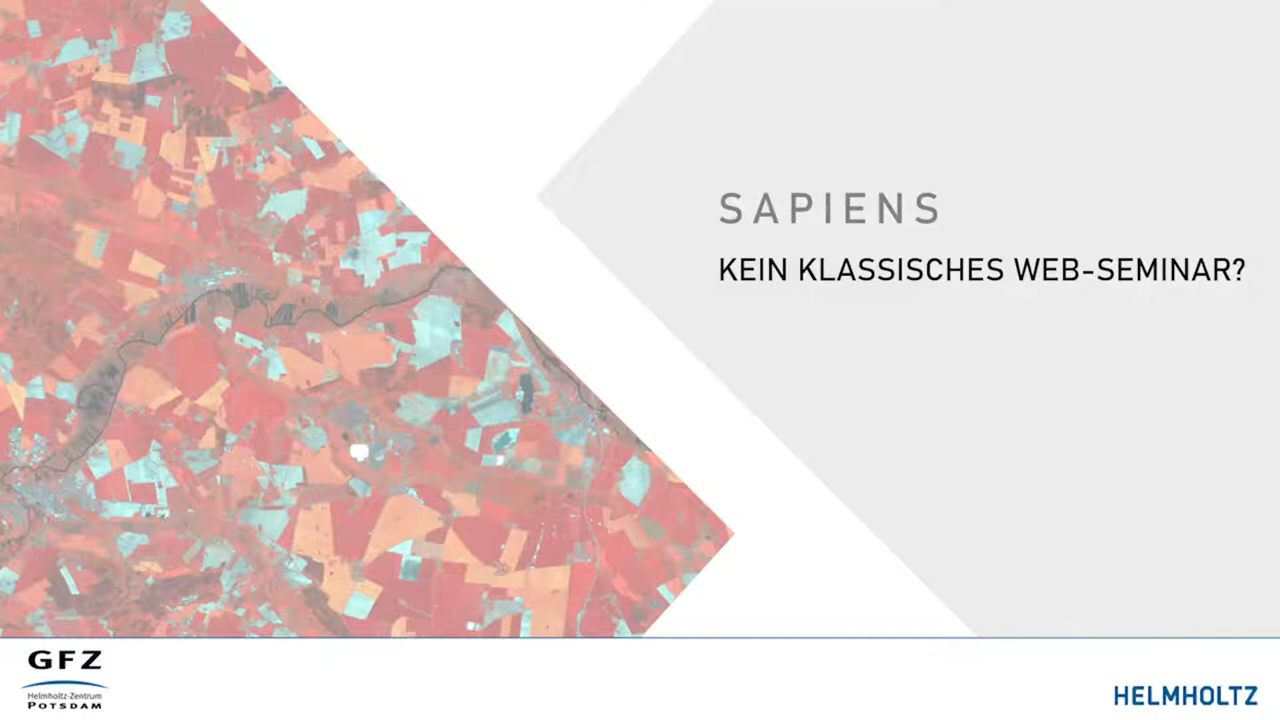 SAPIENS
KEIN KLASSISCHES WEB-SEMINAR?
GFZ
Helmholtz-Zentrum
POTSDAM
HELMHOLTZ